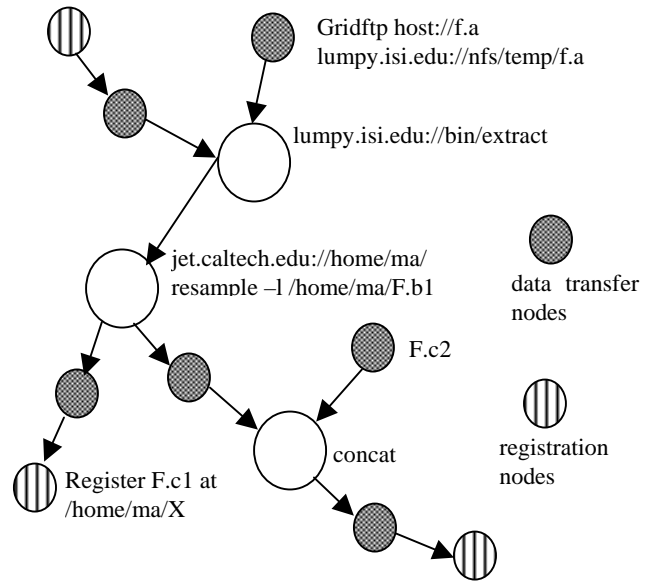 Gridftp host://f.a
lumpy.isi.edu://nfs/temp/f.a
lumpy.isi.edu://bin/extract
jet.caltech.edu://home/ma/
resample –l /home/ma/F.b1
data transfer
nodes
F.c2
concat
registration
nodes
Register F.c1 at
/home/ma/X